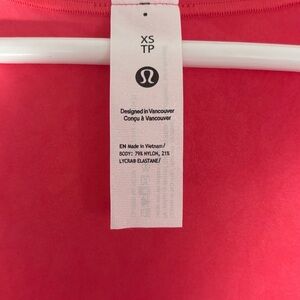 XS
TP
Designed in Vancouver
Conçu à Vancouver
EN Made in Vietnam/
BODY: 79% NYLON, 21%
LYCRA® ELASTANE/